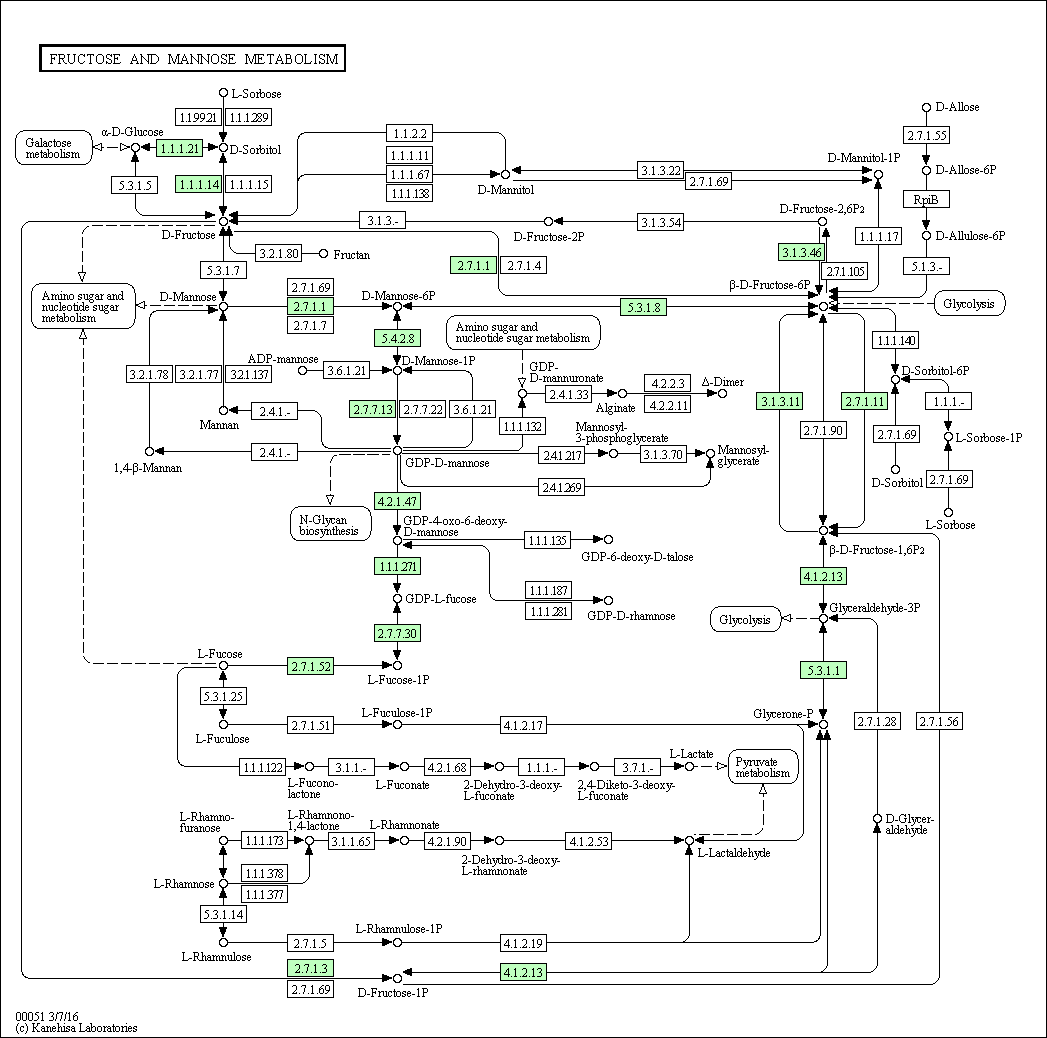 FRUCTOSE AND MANNOSE METABOLISM
L-Sorbose
1.1.99.21
1.1.1.289
D-Allose
2.7.1.55
α-D-Glucose
Galactose
metabolism
1.1.1.21
D-Sorbitol
1.1.2.2
1.1.1.11
1.1.1.67
1.1.1.138
D-Mannitol
3.1.3.22
2.7.1.69
D-Mannitol-1P
D-Allose-6P
5.3.1.5
1.1.1.14
1.1.1.15
RpiB
D-Fructose
3.1.3.-
D-Fructose-2P
3.1.3.54
D-Fructose-2,6P2
1.1.1.17
D-Allulose-6P
3.2.1.80
Fructan
5.3.1.7
2.7.1.1
2.7.1.4
3.1.3.46
2.7.1.105
5.1.3.-
β-D-Fructose-6P
Amino sugar and
nucleotide sugar
metabolism
D-Mannose
2.7.1.69
2.7.1.1
2.7.1.7
D-Mannose-6P
5.3.1.8
Glycolysis
5.4.2.8
Amino sugar and
nucleotide sugar metabolism
1.1.1.140
ADP-mannose
3.6.1.21
D-Mannose-1P
GDP-
D-mannuronate
D-Sorbitol-6P
3.2.1.78
3.2.1.77
3.2.1.137
2.4.1.33
Alginate
4.2.2.3
4.2.2.11
Δ-Dimer
Mannan
2.4.1.-
2.7.7.13
2.7.7.22
3.6.1.21
1.1.1.132
3.1.3.11
2.7.1.11
2.7.1.90
2.7.1.69
1.1.1.-
L-Sorbose-1P
1,4-β-Mannan
2.4.1.-
GDP-D-mannose
2.4.1.217
Mannosyl-
3-phosphoglycerate
3.1.3.70
Mannosyl-
glycerate
2.4.1.269
D-Sorbitol
2.7.1.69
L-Sorbose
N-Glycan
biosynthesis
4.2.1.47
GDP-4-oxo-6-deoxy-
D-mannose
1.1.1.135
GDP-6-deoxy-D-talose
β-D-Fructose-1,6P2
1.1.1.271
4.1.2.13
GDP-L-fucose
1.1.1.187
1.1.1.281
GDP-D-rhamnose
Glycolysis
Glyceraldehyde-3P
2.7.7.30
L-Fucose
2.7.1.52
L-Fucose-1P
5.3.1.1
5.3.1.25
L-Fuculose
2.7.1.51
L-Fuculose-1P
4.1.2.17
Glycerone-P
2.7.1.28
2.7.1.56
1.1.1.122
L-Fucono-
lactone
3.1.1.-
L-Fuconate
4.2.1.68
2-Dehydro-3-deoxy-
L-fuconate
1.1.1.-
2,4-Diketo-3-deoxy-
L-fuconate
3.7.1.-
L-Lactate
Pyruvate
metabolism
L-Rhamno-
furanose
1.1.1.173
L-Rhamnono-
1,4-lactone
3.1.1.65
L-Rhamnonate
4.2.1.90
2-Dehydro-3-deoxy-
L-rhamnonate
4.1.2.53
L-Lactaldehyde
D-Glycer-
aldehyde
L-Rhamnose
1.1.1.378
1.1.1.377
5.3.1.14
L-Rhamnulose
2.7.1.5
L-Rhamnulose-1P
4.1.2.19
2.7.1.3
2.7.1.69
D-Fructose-1P
4.1.2.13
00051 3/7/16
(c) Kanehisa Laboratories